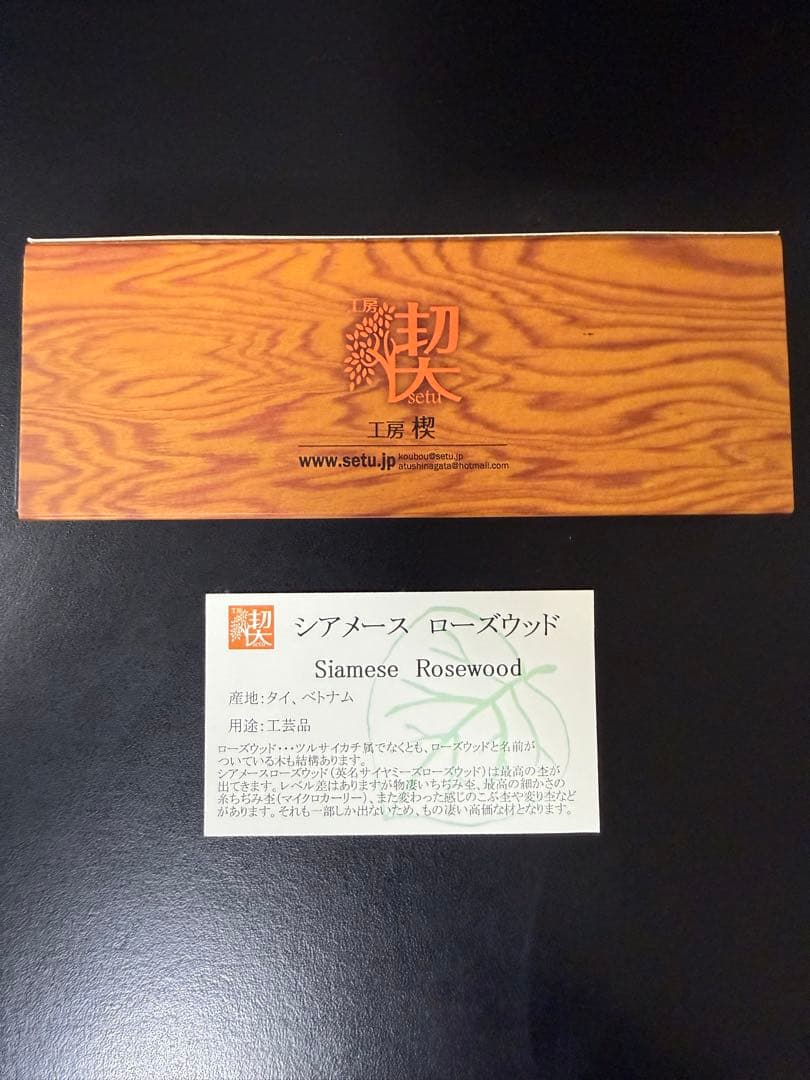 工房
楔
setu
工房 楔
www.setu.jp koubou@setu.jp
atushinagata@hotmail.com
工房
楔
setu
シアメース ローズウッド
Siamese Rosewood
産地:タイ、ベトナム
用途:工芸品
ローズウッド・・・ツルサイカチ属でなくとも、ローズウッドと名前が
ついている木も結構あります。
シアメースローズウッド(英名サイヤミーズローズウッド)は最高の杢が
出てきます。レベル差はありますが物凄いちぢみ杢、最高の細かさの
糸ちぢみ杢(マイクロカーリー)、また変わった感じのこぶ杢や変り杢など
があります。それも一部しか出ないため、もの凄い高価な材となります。